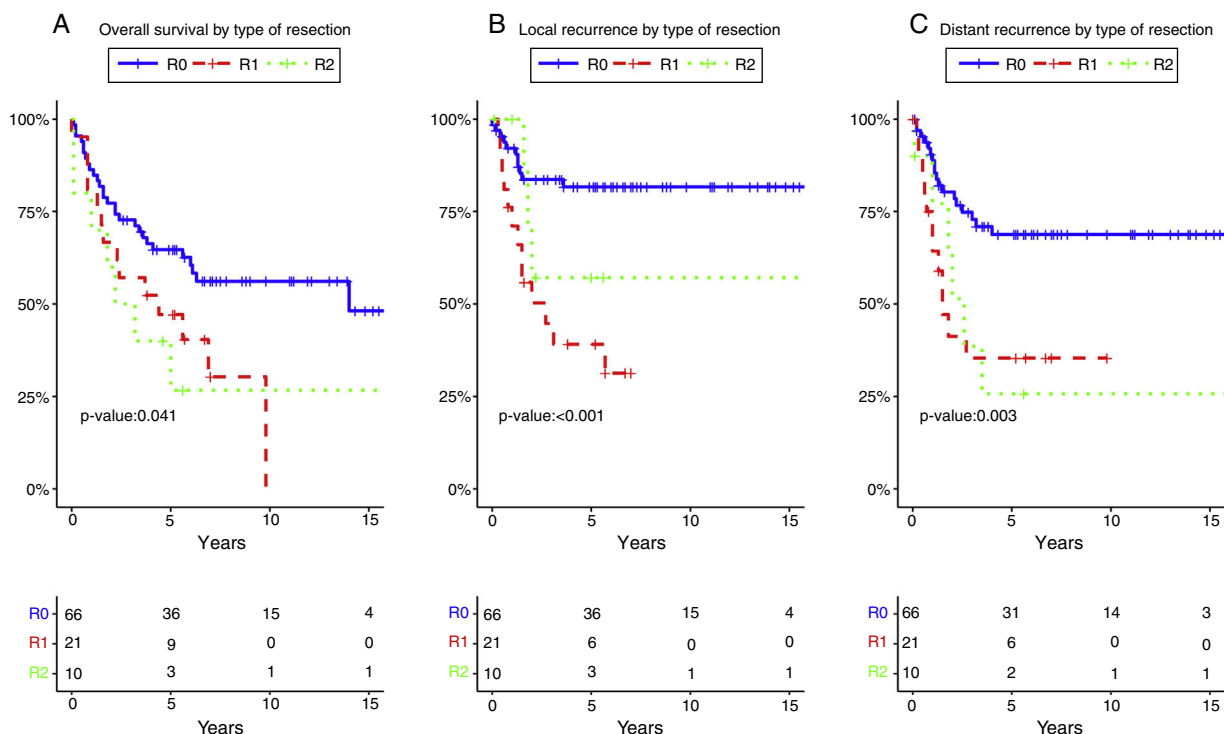 A Overall survival by type of resection
R0 R1 R2
100%
75%
50%
25%
0%
p-value:0.041
0 5 10 15
Years
R0 66 36 15 4
R1 21 9 0 0
R2 10 3 1 1
0 5 10 15
Years
B Local recurrence by type of resection
R0 R1 R2
100%
75%
50%
25%
0%
p-value:<0.001
0 5 10 15
Years
R0 66 36 15 4
R1 21 6 0 0
R2 10 3 1 1
0 5 10 15
Years
C Distant recurrence by type of resection
R0 R1 R2
100%
75%
50%
25%
0%
p-value:0.003
0 5 10 15
Years
R0 66 31 14 3
R1 21 6 0 0
R2 10 2 1 1
0 5 10 15
Years